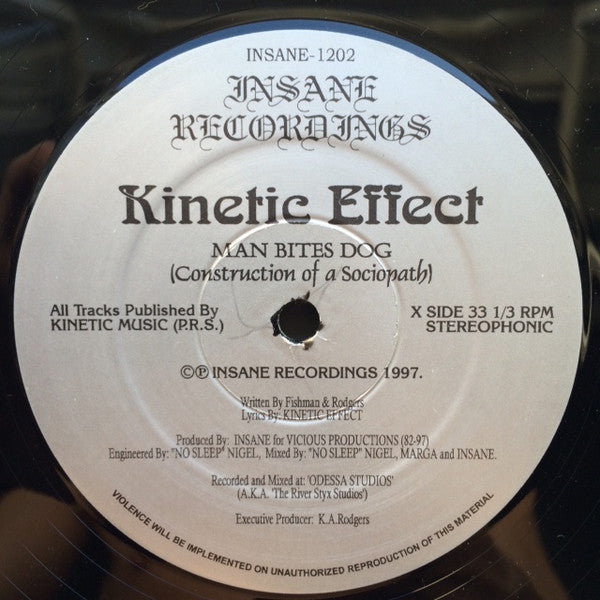 INSANE-1202
INSANE
RECORDINGS
Kinetic Effect
MAN BITES DOG
(Construction of a Sociopath)
All Tracks Published By
KINETIC MUSIC (P.R.S.)
X SIDE 33 1/3 RPM
STEREOPHONIC
©℗ INSANE RECORDINGS 1997.
Written By Fishman & Rodgers
Lyrics By: KINETIC EFFECT
Produced By: INSANE for VICIOUS PRODUCTIONS (82-97)
Engineered By: "NO SLEEP" NIGEL, Mixed By: "NO SLEEP" NIGEL, MARGA and INSANE.
Recorded and Mixed at: 'ODESSA STUDIOS'
(A.K.A. 'The River Styx Studios')
Executive Producer: K.A.Rodgers
VIOLENCE WILL BE IMPLEMENTED ON UNAUTHORIZED REPRODUCTION OF THIS MATERIAL